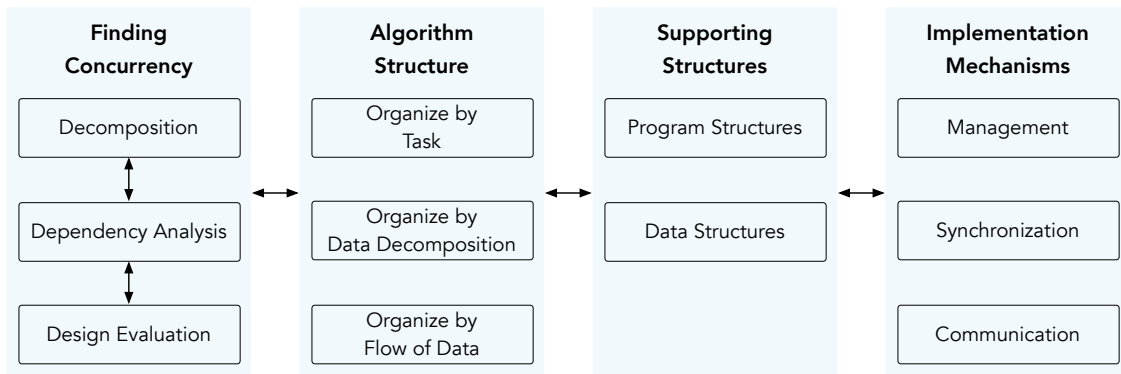 Finding
Concurrency
Decomposition
Dependency Analysis
Design Evaluation
Algorithm
Structure
Organize by
Task
Organize by
Data Decomposition
Organize by
Flow of Data
Supporting
Structures
Program Structures
Data Structures
Implementation
Mechanisms
Management
Synchronization
Communication